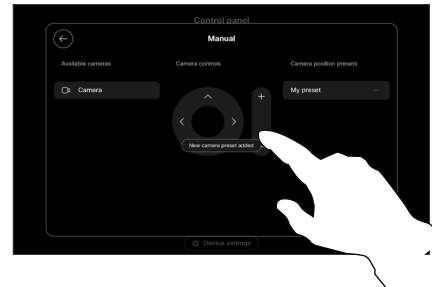 Control panel
Manual
Available cameras
Camera controls
Camera position presets
Camera
My preset
New camera preset added
Device settings